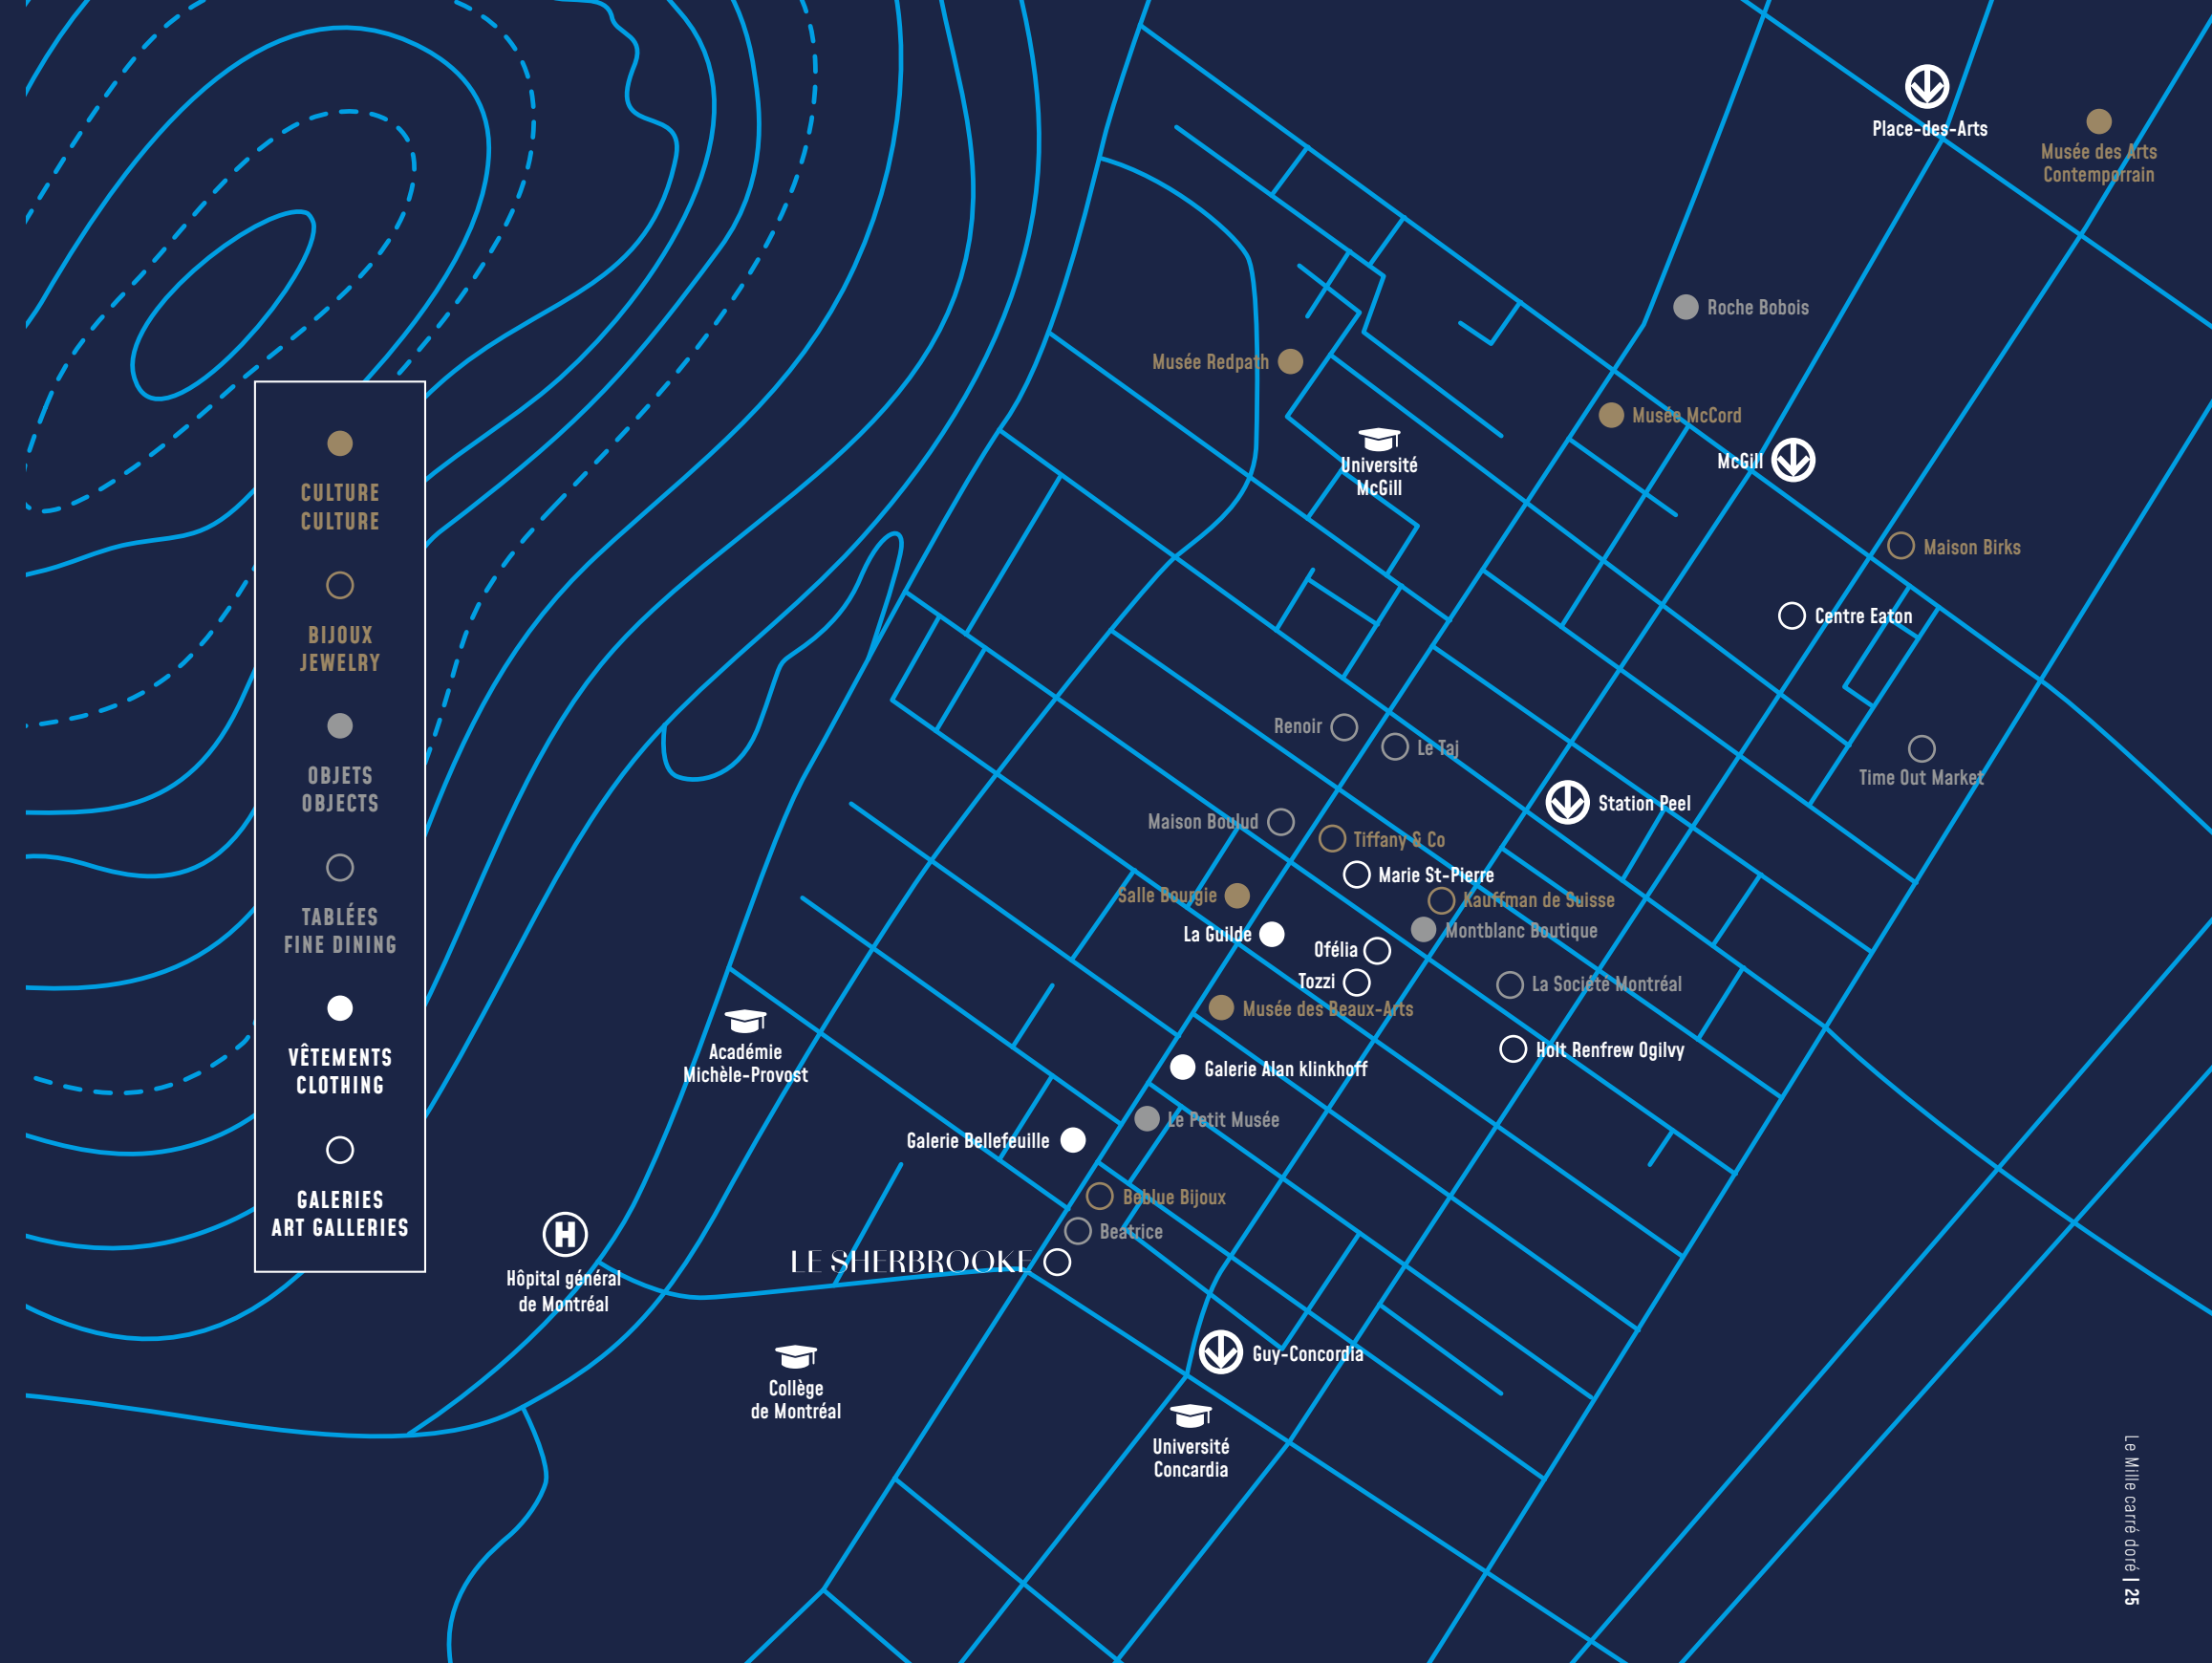 Place-des-Arts
Musée des Arts
Contemporrain
Roche Bobois
Musée Redpath
Musée McCord
Université
McGill
McGill
Maison Birks
Centre Eaton
Renoir
Le Taj
Time Out Market
Station Peel
Maison Boulud
Tiffany & Co
Marie St-Pierre
Salle Bourgie
Kauffman de Suisse
La Guilde
Montblanc Boutique
Ofélia
Tozzi
La Société Montréal
Musée des Beaux-Arts
Holt Renfrew Ogilvy
Académie
Michèle-Provost
Galerie Alan klinkhoff
Le Petit Musée
Galerie Bellefeuille
Beblue Bijoux
Beatrice
LE SHERBROOKE
H
Hôpital général
de Montréal
Guy-Concordia
Collège
de Montréal
Université
Concardia
CULTURE
CULTURE
BIJOUX
JEWELRY
OBJETS
OBJECTS
TABLÉES
FINE DINING
VÊTEMENTS
CLOTHING
GALERIES
ART GALLERIES
Le Mille carré doré | 25